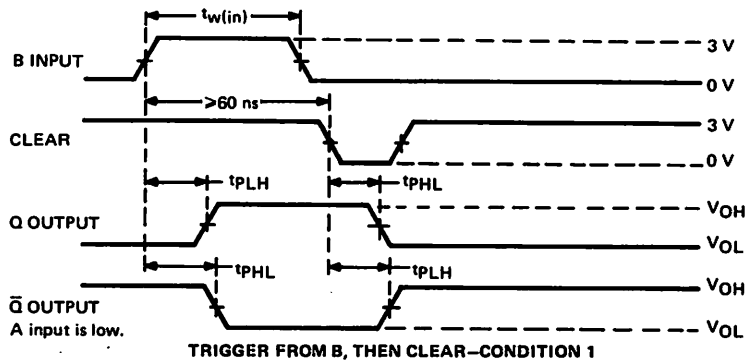 tw(in)
B INPUT
3 V
0 V
≥60 ns
CLEAR
3 V
0 V
tPLH
tPHL
Q OUTPUT
VOH
VOL
tPHL
tPLH
Q̄ OUTPUT
VOH
A input is low.
VOL
TRIGGER FROM B, THEN CLEAR–CONDITION 1